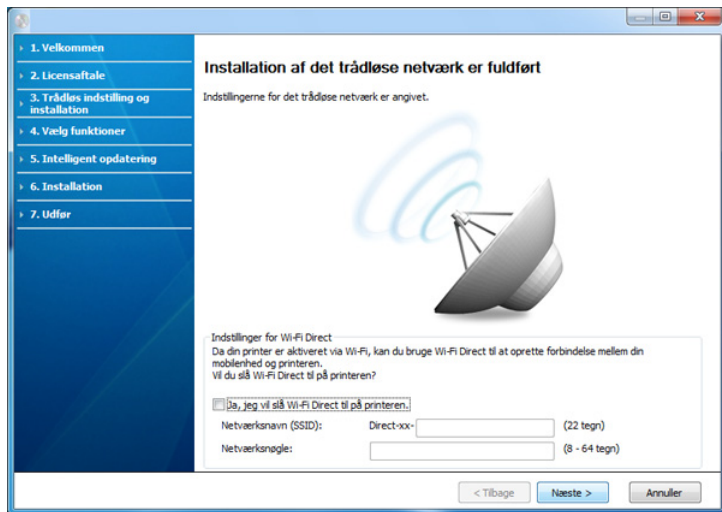 1. Velkommen
2. Licensaftale
3. Trådløs indstilling og
installation
4. Vælg funktioner
5. Intelligent opdatering
6. Installation
7. Udfør
Installation af det trådløse netværk er fuldført
Indstillingerne for det trådløse netværk er angivet.
Indstillinger for Wi-Fi Direct
Da din printer er aktiveret via Wi-Fi, kan du bruge Wi-Fi Direct til at oprette forbindelse mellem din
mobilenhed og printeren.
Vil du slå Wi-Fi Direct til på printeren?
Ja, jeg vil slå Wi-Fi Direct til på printeren.
Netværksnavn (SSID): Direct-xx- (22 tegn)
Netværksnøgle: (8 - 64 tegn)
< Tilbage Næste > Annuller